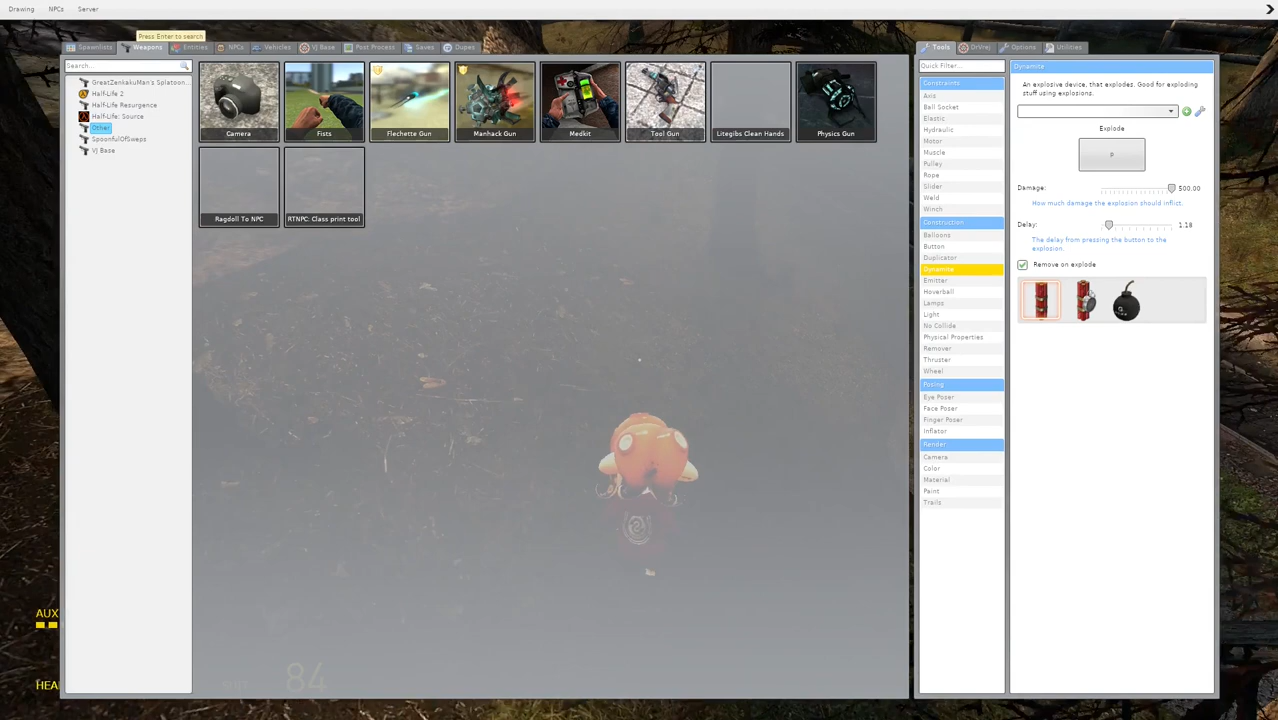 Drawing NPCs Server
Press Enter to search
Spawnlists Weapons Entities NPCs Vehicles VJ Base Post Process Saves Dupes
Search...
GreatZenkakuMan's Splatoon...
Half-Life 2
Half-Life Resurgence
Half-Life: Source
Other
SpoonfulOfSweps
VJ Base
Camera Fists Flechette Gun Manhack Gun Medkit Tool Gun Litegibs Clean Hands Physics Gun
Ragdoll To NPC RTNPC: Class print tool
AUX
HEA
84
Tools DrVrej Options Utilities
Quick Filter...
Constraints
Axis
Ball Socket
Elastic
Hydraulic
Motor
Muscle
Pulley
Rope
Slider
Weld
Winch
Construction
Balloons
Button
Duplicator
Dynamite
Emitter
Hoverball
Lamps
Light
No Collide
Physical Properties
Remover
Thruster
Wheel
Posing
Eye Poser
Face Poser
Finger Poser
Inflator
Render
Camera
Color
Material
Paint
Trails
Dynamite
An explosive device, that explodes. Good for exploding
stuff using explosions.
Explode
Damage: 500.00
How much damage the explosion should inflict.
Delay: 1.18
The delay from pressing the button to the
explosion.
Remove on explode